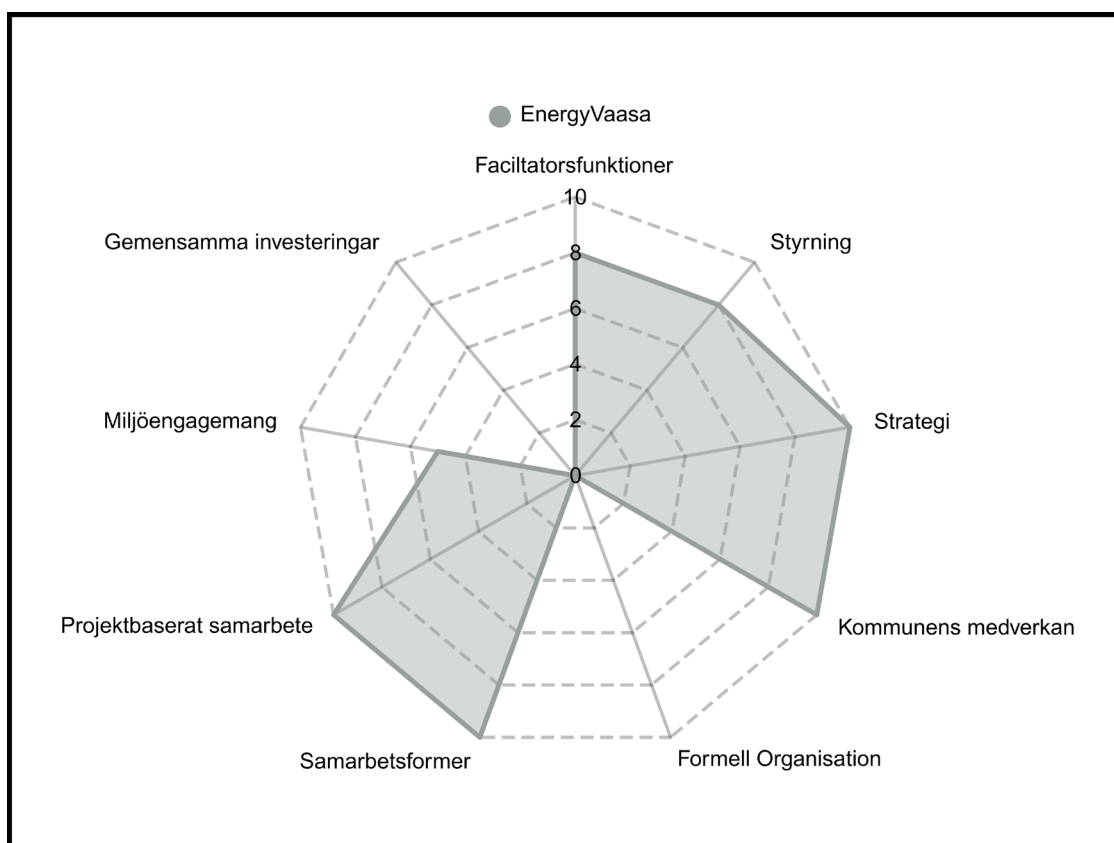 EnergyVaasa
Faciltatorsfunktioner
10
Gemensamma investeringar
Styrning
8
6
4
Miljöengagemang
Strategi
2
0
Projektbaserat samarbete
Kommunens medverkan
Samarbetsformer
Formell Organisation